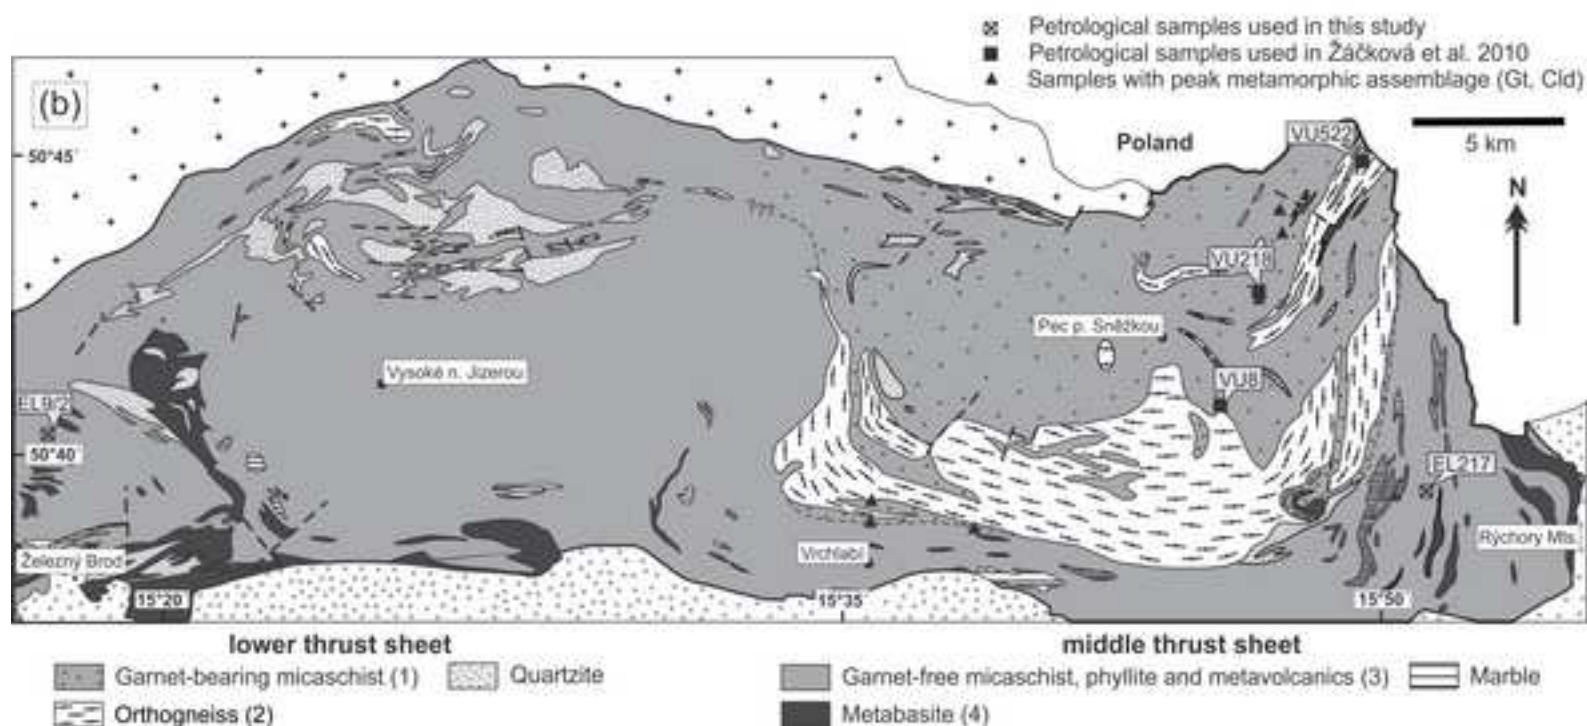 Petrological samples used in this study
Petrological samples used in Žáčková et al. 2010
Samples with peak metamorphic assemblage (Gt, Cld)
(b)
50°45´
Poland
VU522
5 km
N
VU218
Pec p. Sněžkou
Vysoké n. Jizerou
VU8
EL9/2
50°40
EL217
Železný Brod
Vrchlabí
Rýchory Mts.
15°20
15°35
15°50
lower thrust sheet
middle thrust sheet
Garnet-bearing micaschist (1)
Quartzite
Garnet-free micaschist, phyllite and metavolcanics (3)
Marble
Orthogneiss (2)
Metabasite (4)